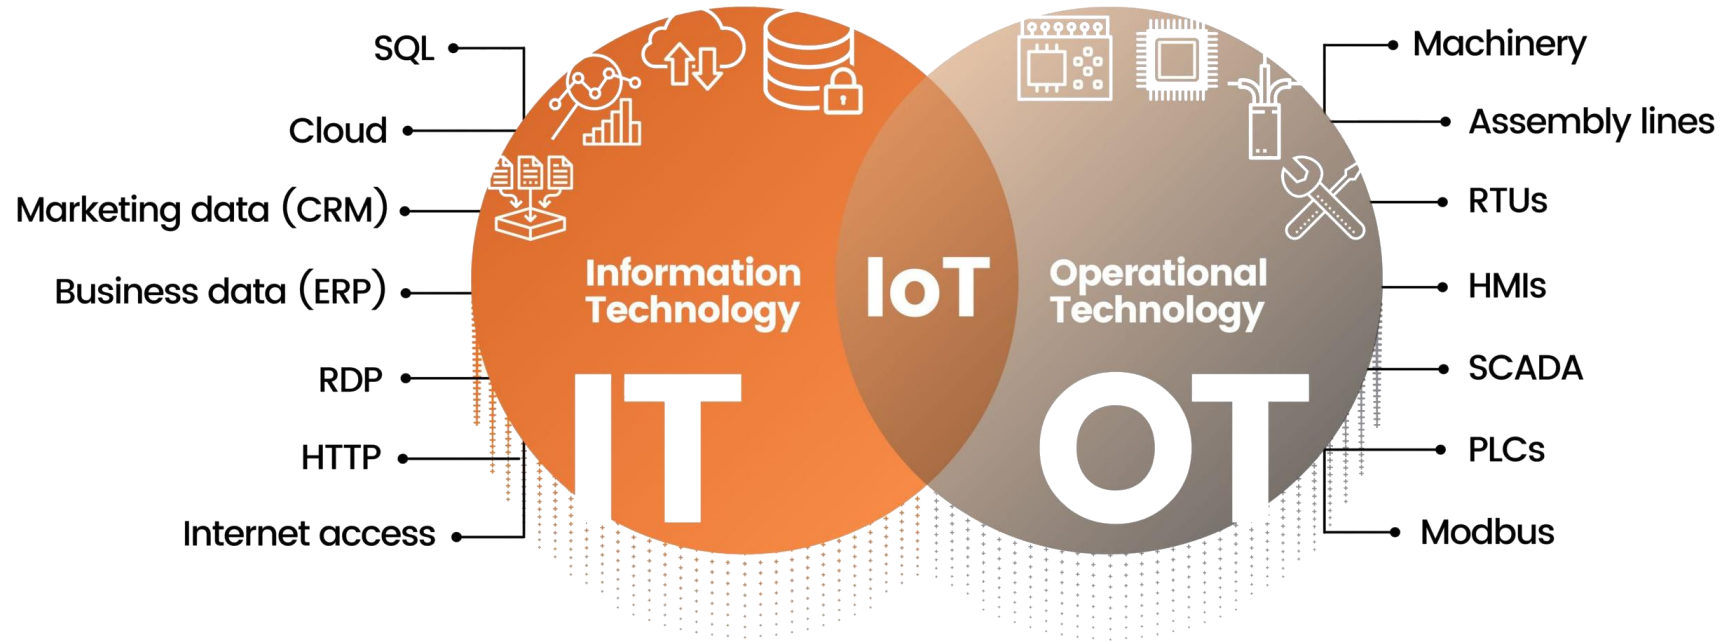 SQL
Cloud
Marketing data (CRM)
Business data (ERP)
RDP
HTTP
Internet access
Information
Technology
IT
IoT
Operational
Technology
OT
Machinery
Assembly lines
RTUs
HMIs
SCADA
PLCs
Modbus